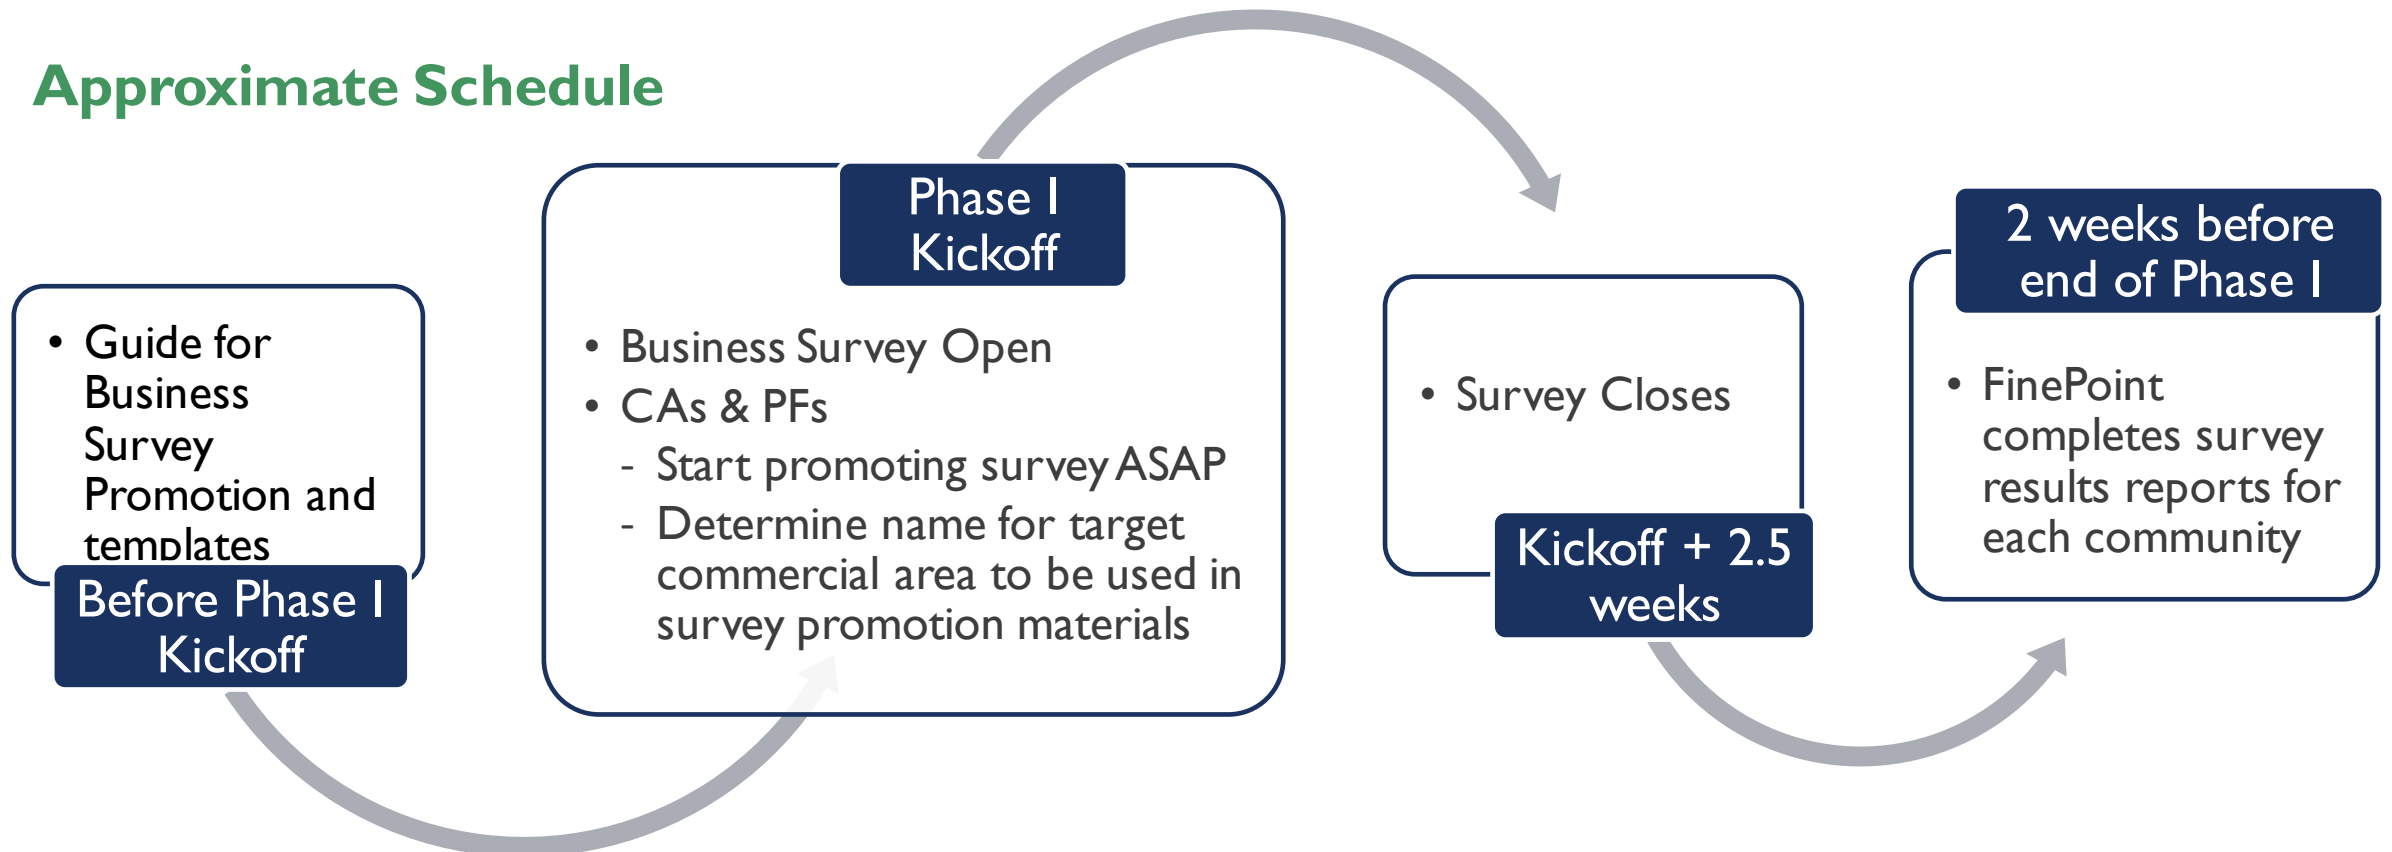 Approximate Schedule
• Guide for
Business
Survey
Promotion and
templates
Before Phase I
Kickoff
Phase I
Kickoff
• Business Survey Open
• CAs & PFs
- Start promoting survey ASAP
- Determine name for target
commercial area to be used in
survey promotion materials
• Survey Closes
Kickoff + 2.5
weeks
2 weeks before
end of Phase I
• FinePoint
completes survey
results reports for
each community